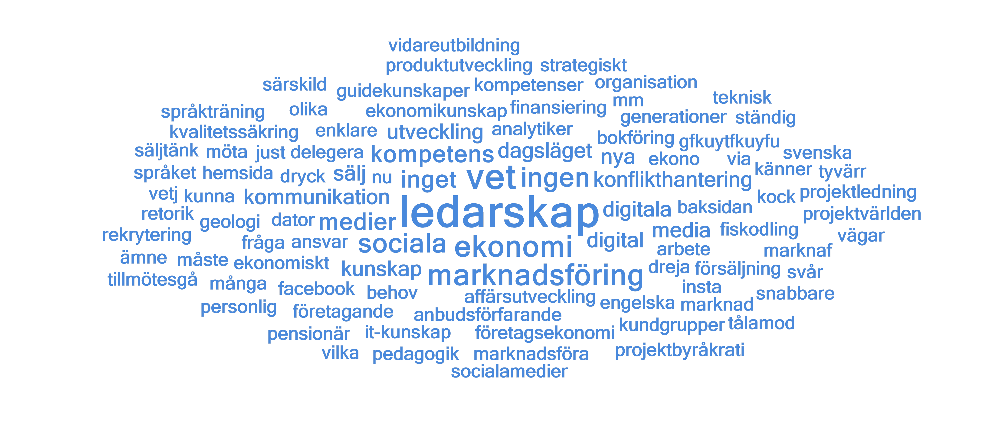 vidareutbildning
produktutveckling strategiskt
särskild guidekunskaper kompetenser organisation
språkträning olika ekonomikunskap finansiering mm teknisk
kvalitetssäkring enklare utveckling analytiker generationer ständig
säljtänk möta just delegera kompetens dagsläget bokföring gfkuytfkuyfu svenska
språket hemsida dryck sälj nu inget vet ingen nya ekono via känner tyvärr
vetj kunna kommunikation konflikthantering kock projektledning
retorik geologi dator medier ledarskap digitala baksidan projektvärlden
rekrytering fråga ansvar sociala ekonomi digital media fiskodling vägar
ämne måste ekonomiskt kunskap arbete marknaf
tillmötesgå många facebook behov marknadsföring dreja försäljning svår
personlig företagande affärsutveckling engelska insta marknad snabbare
pensionär it-kunskap anbudsförfarande företagsekonomi kundgrupper tålamod
vilka pedagogik marknadsföra projektbyråkrati
socialamedier